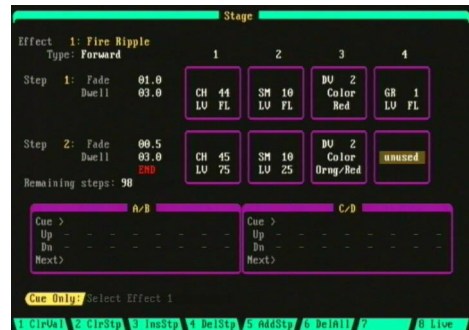 Stage
Effect 1: Fire Ripple
Type: Forward
1 2 3 4
Step 1: Fade 01.0
Dwell 03.0
CH 44
LV FL
SM 10
LV FL
DV 2
Color
Red
GR 1
LV FL
Step 2: Fade 00.5
Dwell 03.0
END
CH 45
LV 75
SM 10
LV 25
DV 2
Color
Orng/Red
unused
Remaining steps: 98
A/B
Cue >
Up - - - - - - - -
Dn - - - - - - - -
Next>
C/D
Cue >
Up - - - - - - - -
Dn - - - - - - - -
Next>
Cue Only: Select Effect 1
1 ClrVal 2 ClrStp 3 InsStp 4 DelStp 5 AddStp 6 DelAll 7 8 Live